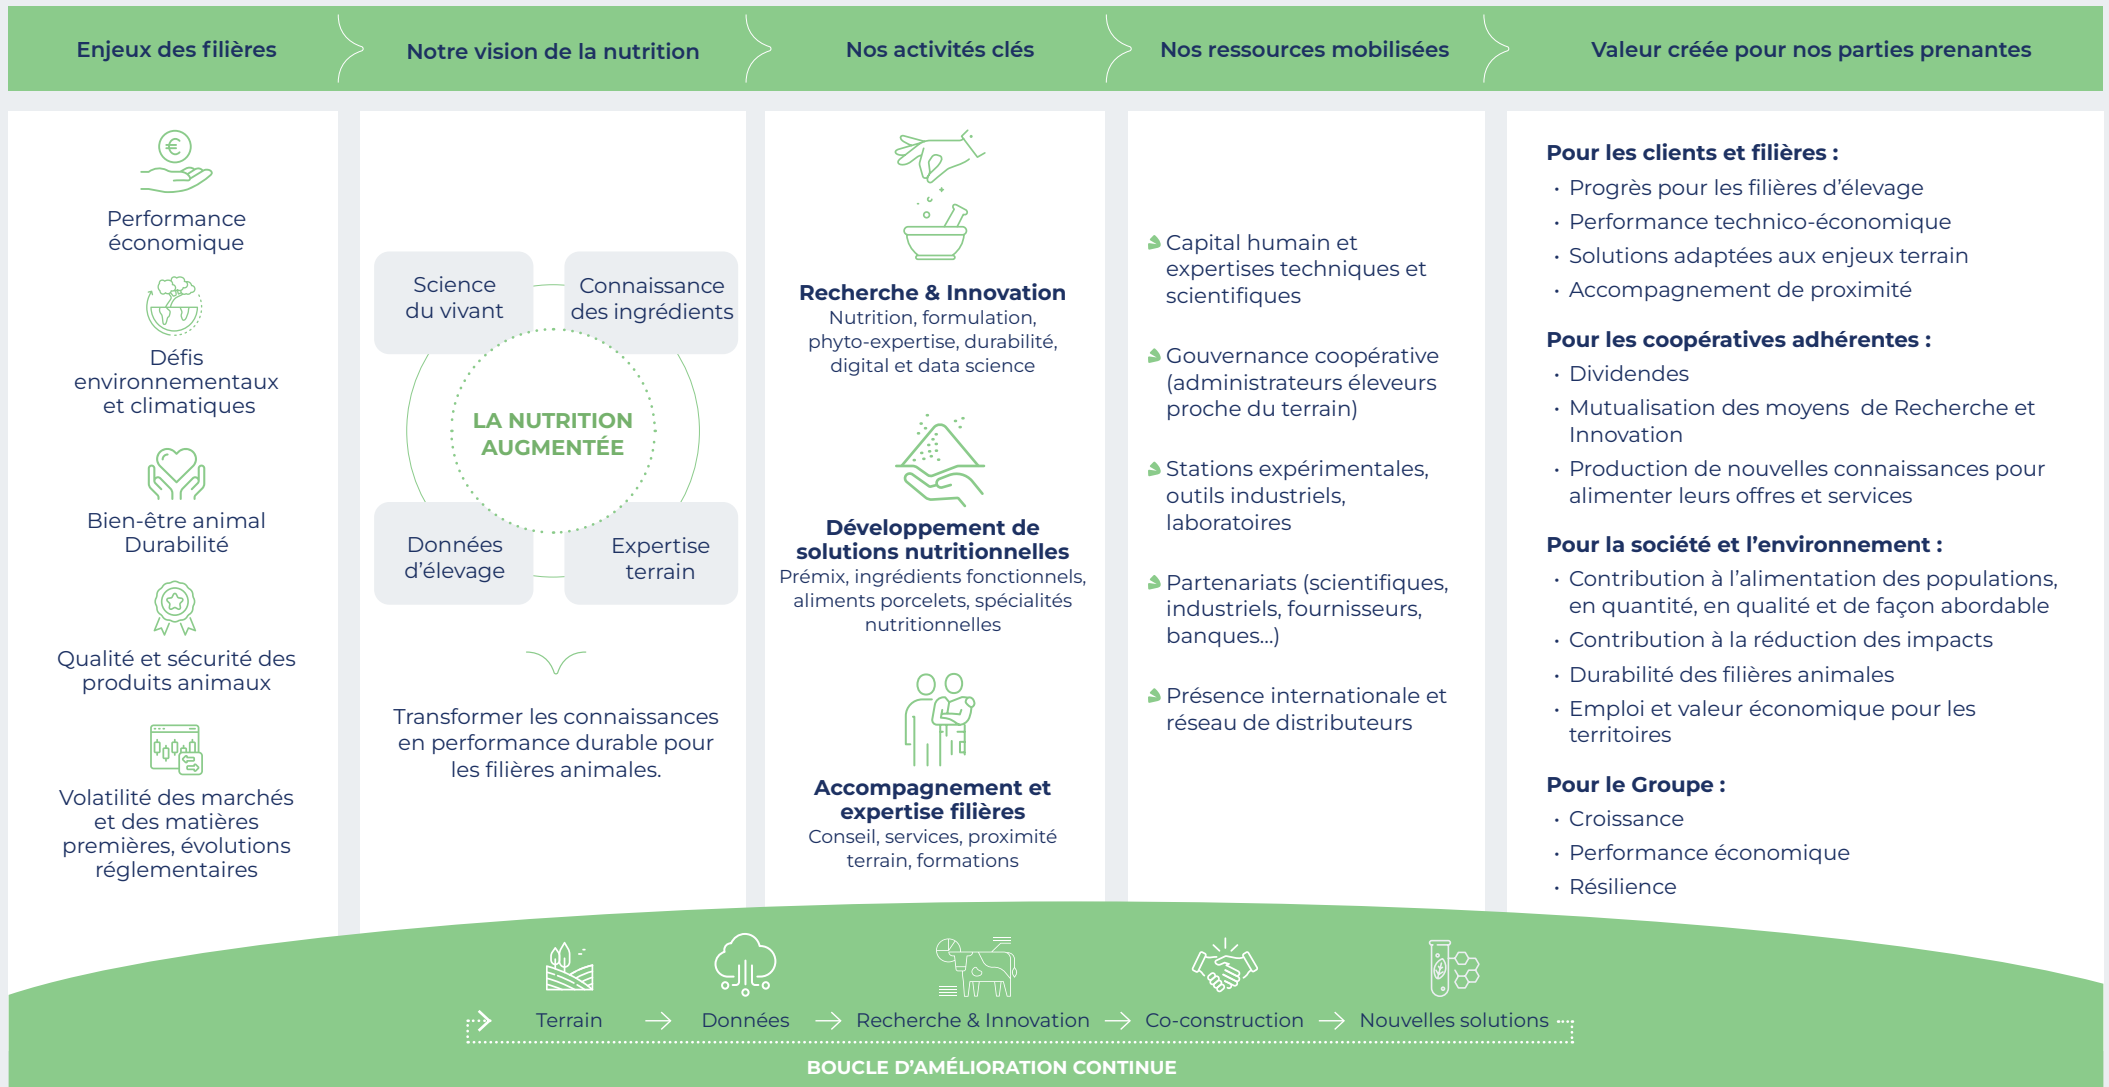 Enjeux des filières
Notre vision de la nutrition
Nos activités clés
Nos ressources mobilisées
Valeur créée pour nos parties prenantes
Performance
économique
Défis
environnementaux
et climatiques
Bien-être animal
Durabilité
Qualité et sécurité des
produits animaux
Volatilité des marchés
et des matières
premières, évolutions
réglementaires
Science
du vivant
Connaissance
des ingrédients
LA NUTRITION
AUGMENTÉE
Données
d’élevage
Expertise
terrain
Transformer les connaissances
en performance durable pour
les filières animales.
Recherche & Innovation
Nutrition, formulation,
phyto-expertise, durabilité,
digital et data science
Développement de
solutions nutritionnelles
Prémix, ingrédients fonctionnels,
aliments porcelets, spécialités
nutritionnelles
Accompagnement et
expertise filières
Conseil, services, proximité
terrain, formations
Capital humain et
expertises techniques et
scientifiques
Gouvernance coopérative
(administrateurs éleveurs
proche du terrain)
Stations expérimentales,
outils industriels,
laboratoires
Partenariats (scientifiques,
industriels, fournisseurs,
banques...)
Présence internationale et
réseau de distributeurs
Pour les clients et filières :
· Progrès pour les filières d’élevage
· Performance technico-économique
· Solutions adaptées aux enjeux terrain
· Accompagnement de proximité
Pour les coopératives adhérentes :
· Dividendes
· Mutualisation des moyens de Recherche et
Innovation
· Production de nouvelles connaissances pour
alimenter leurs offres et services
Pour la société et l’environnement :
· Contribution à l’alimentation des populations,
en quantité, en qualité et de façon abordable
· Contribution à la réduction des impacts
· Durabilité des filières animales
· Emploi et valeur économique pour les
territoires
Pour le Groupe :
· Croissance
· Performance économique
· Résilience
Terrain
Données
Recherche & Innovation
Co-construction
Nouvelles solutions
BOUCLE D’AMÉLIORATION CONTINUE